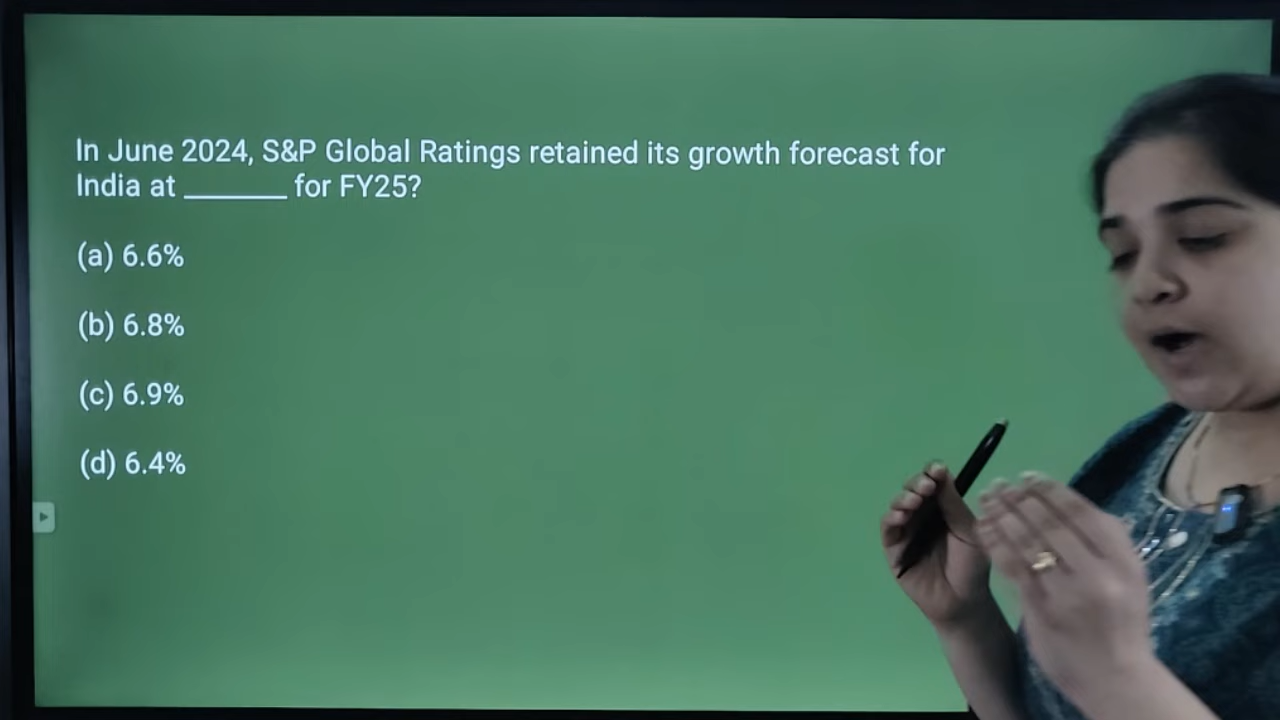 In June 2024, S&P Global Ratings retained its growth forecast for
India at _______ for FY25?
(a) 6.6%
(b) 6.8%
(c) 6.9%
(d) 6.4%